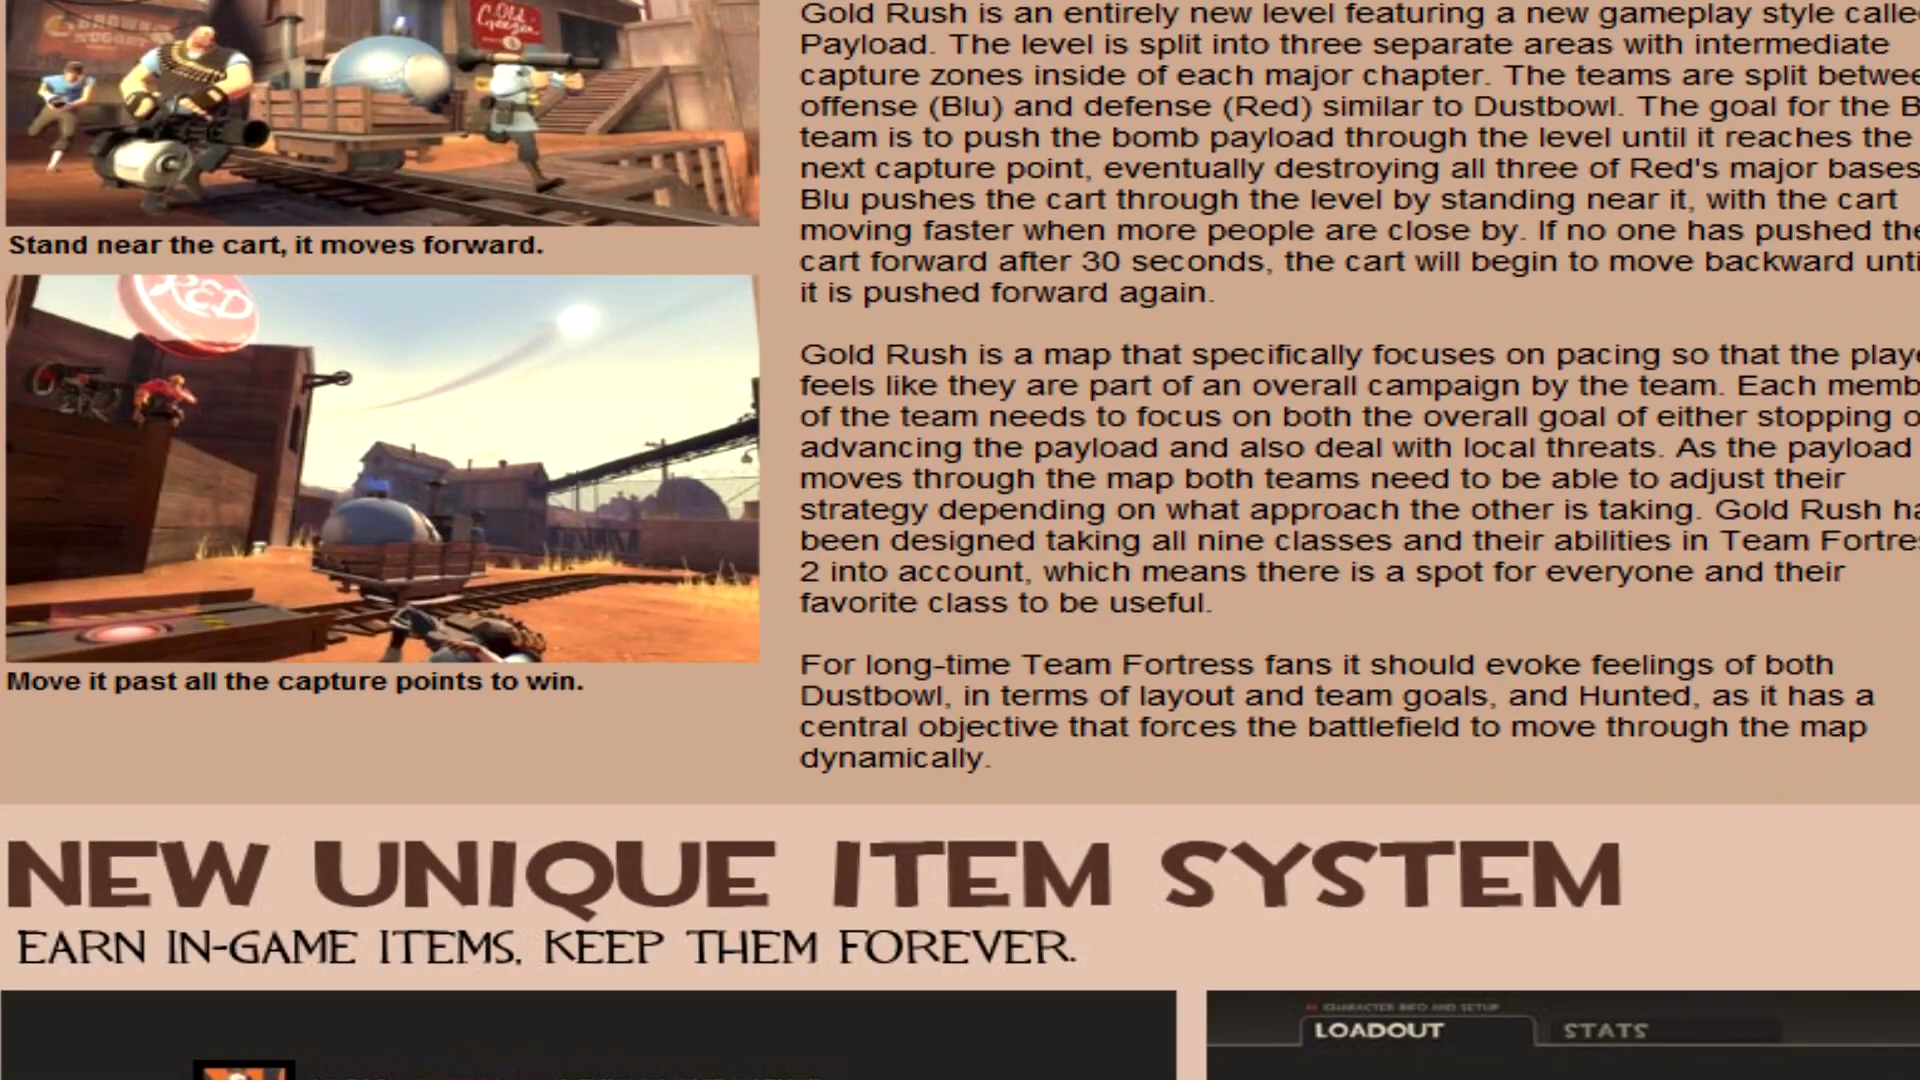 Old Geezer
Stand near the cart, it moves forward.
RED
Move it past all the capture points to win.
Gold Rush is an entirely new level featuring a new gameplay style
Payload. The level is split into three separate areas with intermediate
capture zones inside of each major chapter. The teams are split
offense (Blu) and defense (Red) similar to Dustbowl. The goal for the
team is to push the bomb payload through the level until it reaches the
next capture point, eventually destroying all three of Red's major bases
Blu pushes the cart through the level by standing near it, with the cart
moving faster when more people are close by. If no one has pushed
cart forward after 30 seconds, the cart will begin to move backward
it is pushed forward again.
Gold Rush is a map that specifically focuses on pacing so that the
feels like they are part of an overall campaign by the team. Each
of the team needs to focus on both the overall goal of either stopping
advancing the payload and also deal with local threats. As the payload
moves through the map both teams need to be able to adjust their
strategy depending on what approach the other is taking. Gold Rush
been designed taking all nine classes and their abilities in Team
2 into account, which means there is a spot for everyone and their
favorite class to be useful.
For long-time Team Fortress fans it should evoke feelings of both
Dustbowl, in terms of layout and team goals, and Hunted, as it has a
central objective that forces the battlefield to move through the map
dynamically.
NEW UNIQUE ITEM SYSTEM
EARN IN-GAME ITEMS, KEEP THEM FOREVER.
CHARACTER INFO AND SETUP
LOADOUT STATS